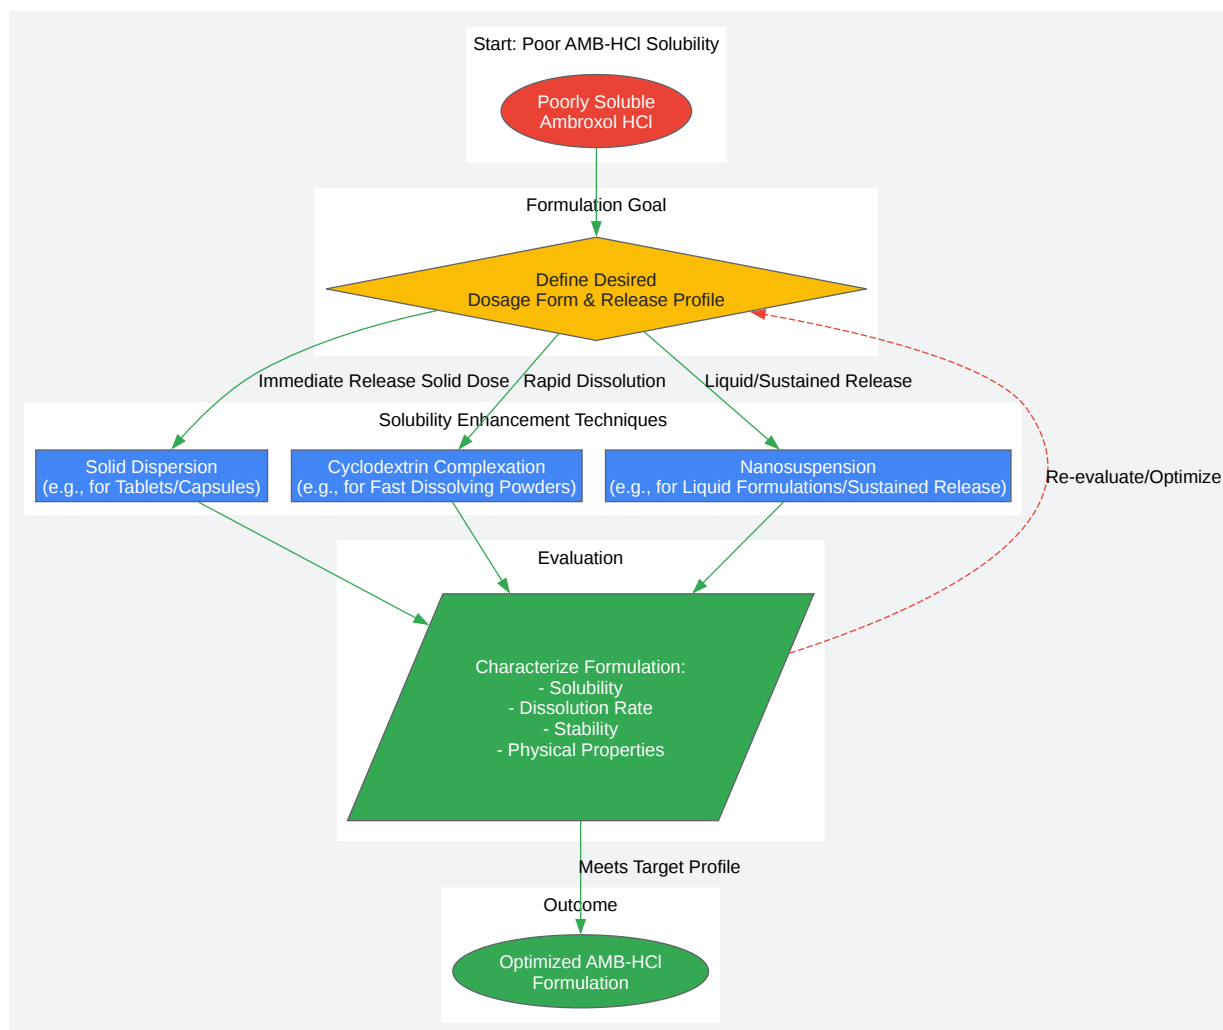 Start: Poor AMB-HCl Solubility
Poorly Soluble
Ambroxol HCl
Formulation Goal
Define Desired
Dosage Form & Release Profile
Immediate Release Solid Dose
Rapid Dissolution
Liquid/Sustained Release
Solubility Enhancement Techniques
Solid Dispersion
(e.g., for Tablets/Capsules)
Cyclodextrin Complexation
(e.g., for Fast Dissolving Powders)
Nanosuspension
(e.g., for Liquid Formulations/Sustained Release)
Re-evaluate/Optimize
Evaluation
Characterize Formulation:
- Solubility
- Dissolution Rate
- Stability
- Physical Properties
Meets Target Profile
Outcome
Optimized AMB-HCl
Formulation